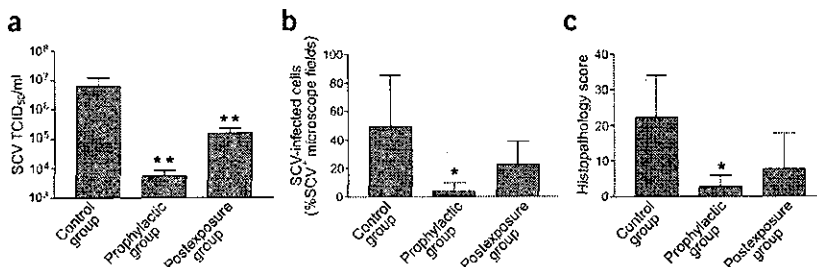 a
SCV TCID50/ml
10⁸
10⁷
10⁶
10⁵
10⁴
10³
**
**
Control
group
Prophylactic
group
Postexposure
group
b
SCV-infected cells
(%SCV⁺ microscope fields)
100
80
60
40
20
0
*
Control
group
Prophylactic
group
Postexposure
group
c
Histopathology score
40
30
20
10
0
*
Control
group
Prophylactic
group
Postexposure
group